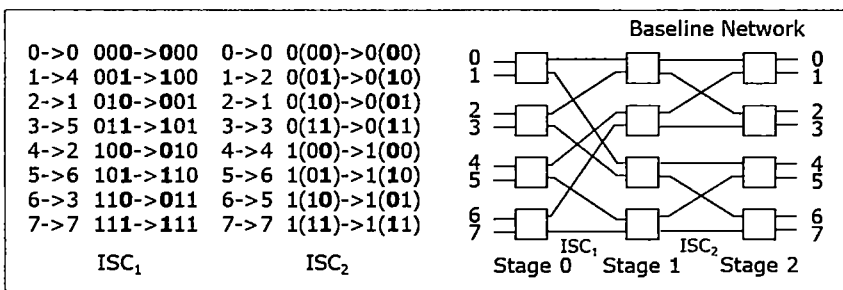 Baseline Network
0->0 000->000 0->0 0(00)->0(00)
1->4 001->100 1->2 0(01)->0(10)
2->1 010->001 2->1 0(10)->0(01)
3->5 011->101 3->3 0(11)->0(11)
4->2 100->010 4->4 1(00)->1(00)
5->6 101->110 5->6 1(01)->1(10)
6->3 110->011 6->5 1(10)->1(01)
7->7 111->111 7->7 1(11)->1(11)
ISC₁ ISC₂
0 0
1 1
2 2
3 3
4 4
5 5
6 6
7 7
ISC₁ ISC₂
Stage 0 Stage 1 Stage 2